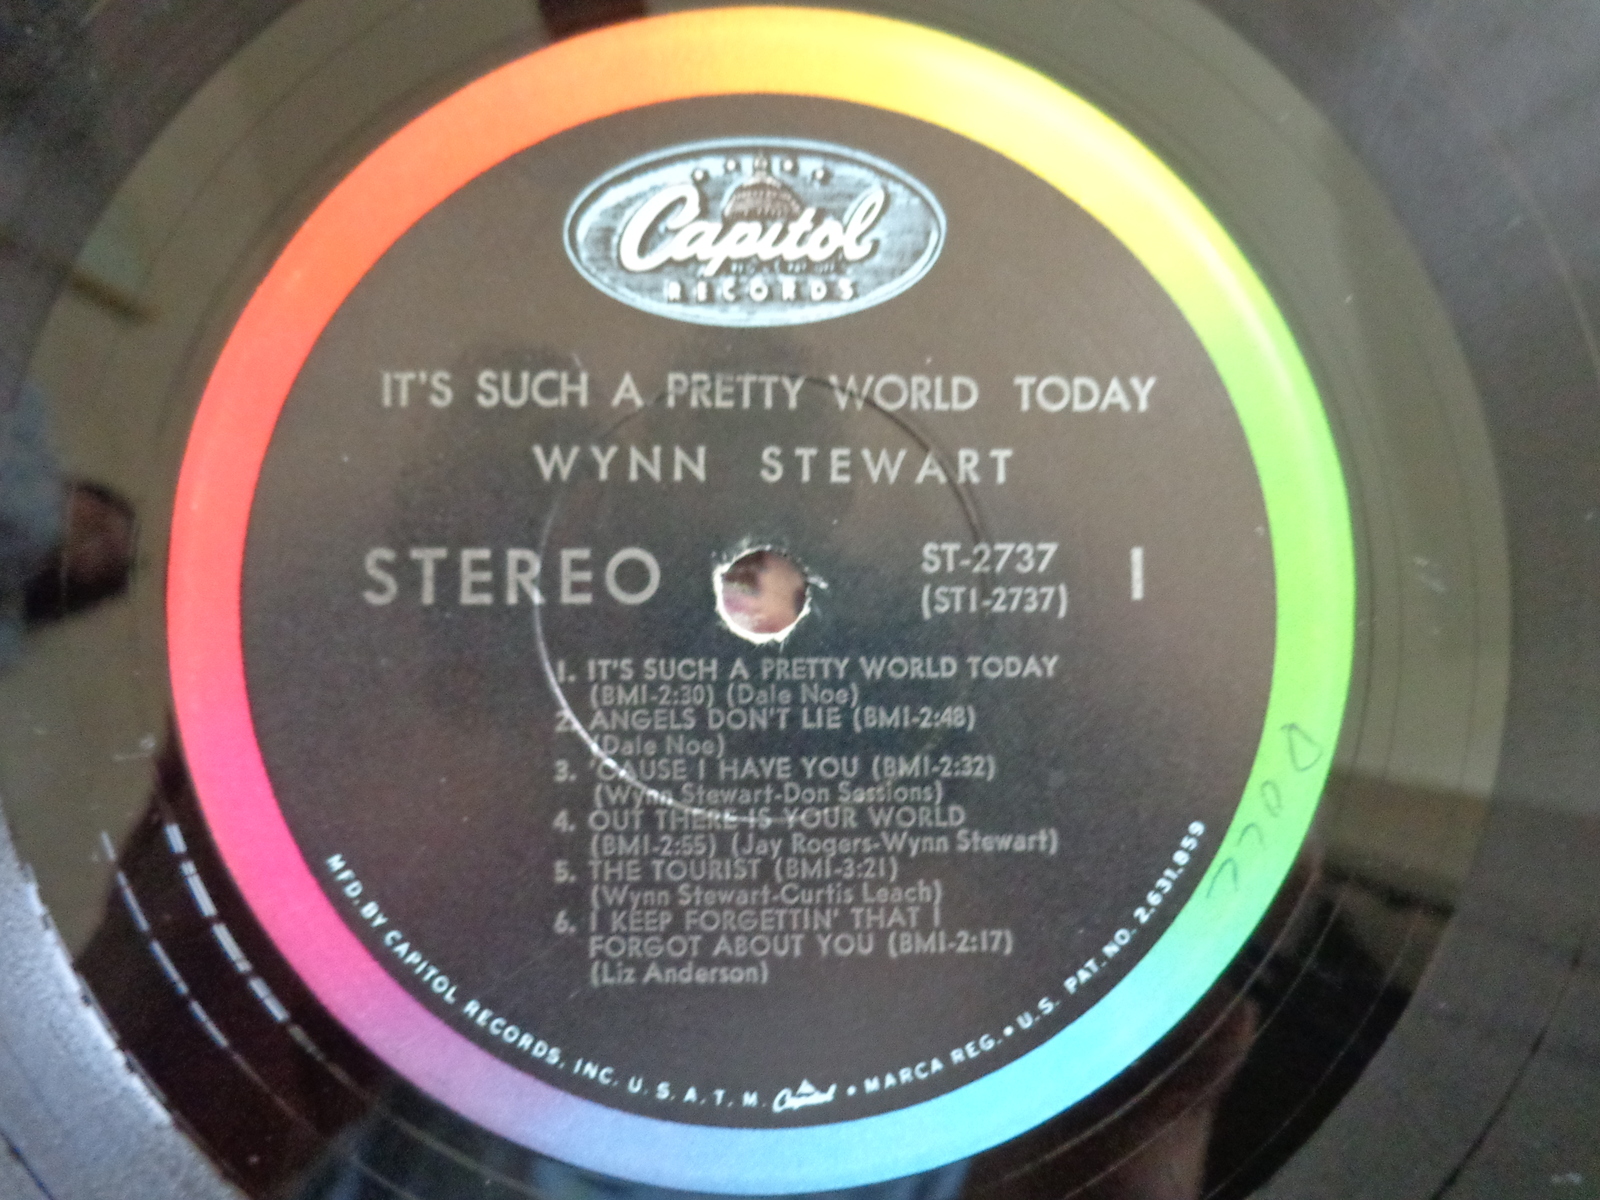 Capitol
RECORDS
IT'S SUCH A PRETTY WORLD TODAY
WYNN STEWART
STEREO
ST-2737
(ST1-2737)
1
1. IT'S SUCH A PRETTY WORLD TODAY
(BMI-2:30) (Dale Noe)
2. ANGELS DON'T LIE (BMI-2:48)
(Dale Noe)
3. 'CAUSE I HAVE YOU (BMI-2:32)
(Wynn Stewart-Don Sessions)
4. OUT THERE IS YOUR WORLD
(BMI-2:55) (Jay Rogers-Wynn Stewart)
5. THE TOURIST (BMI-3:21)
(Wynn Stewart-Curtis Leach)
6. I KEEP FORGETTIN' THAT I
FORGOT ABOUT YOU (BMI-2:17)
(Liz Anderson)
MFD. BY CAPITOL RECORDS, INC. U. S. A. T. M. Capitol • MARCA REG. • U.S. PAT. NO. 2,631,859